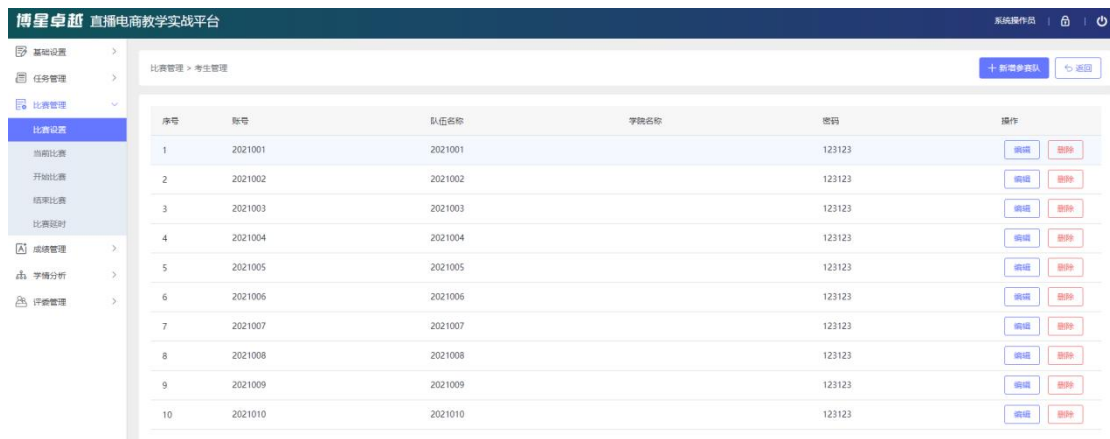 博星卓越 直播电商教学实战平台 系统操作员
基础设置
任务管理
比赛管理
比赛设置
当前比赛
开始比赛
结束比赛
比赛延时
成绩管理
学情分析
评委管理
比赛管理 > 考生管理 + 新增参赛队 返回
序号 账号 队伍名称 学院名称 密码 操作
1 2021001 2021001 123123 编辑 删除
2 2021002 2021002 123123 编辑 删除
3 2021003 2021003 123123 编辑 删除
4 2021004 2021004 123123 编辑 删除
5 2021005 2021005 123123 编辑 删除
6 2021006 2021006 123123 编辑 删除
7 2021007 2021007 123123 编辑 删除
8 2021008 2021008 123123 编辑 删除
9 2021009 2021009 123123 编辑 删除
10 2021010 2021010 123123 编辑 删除